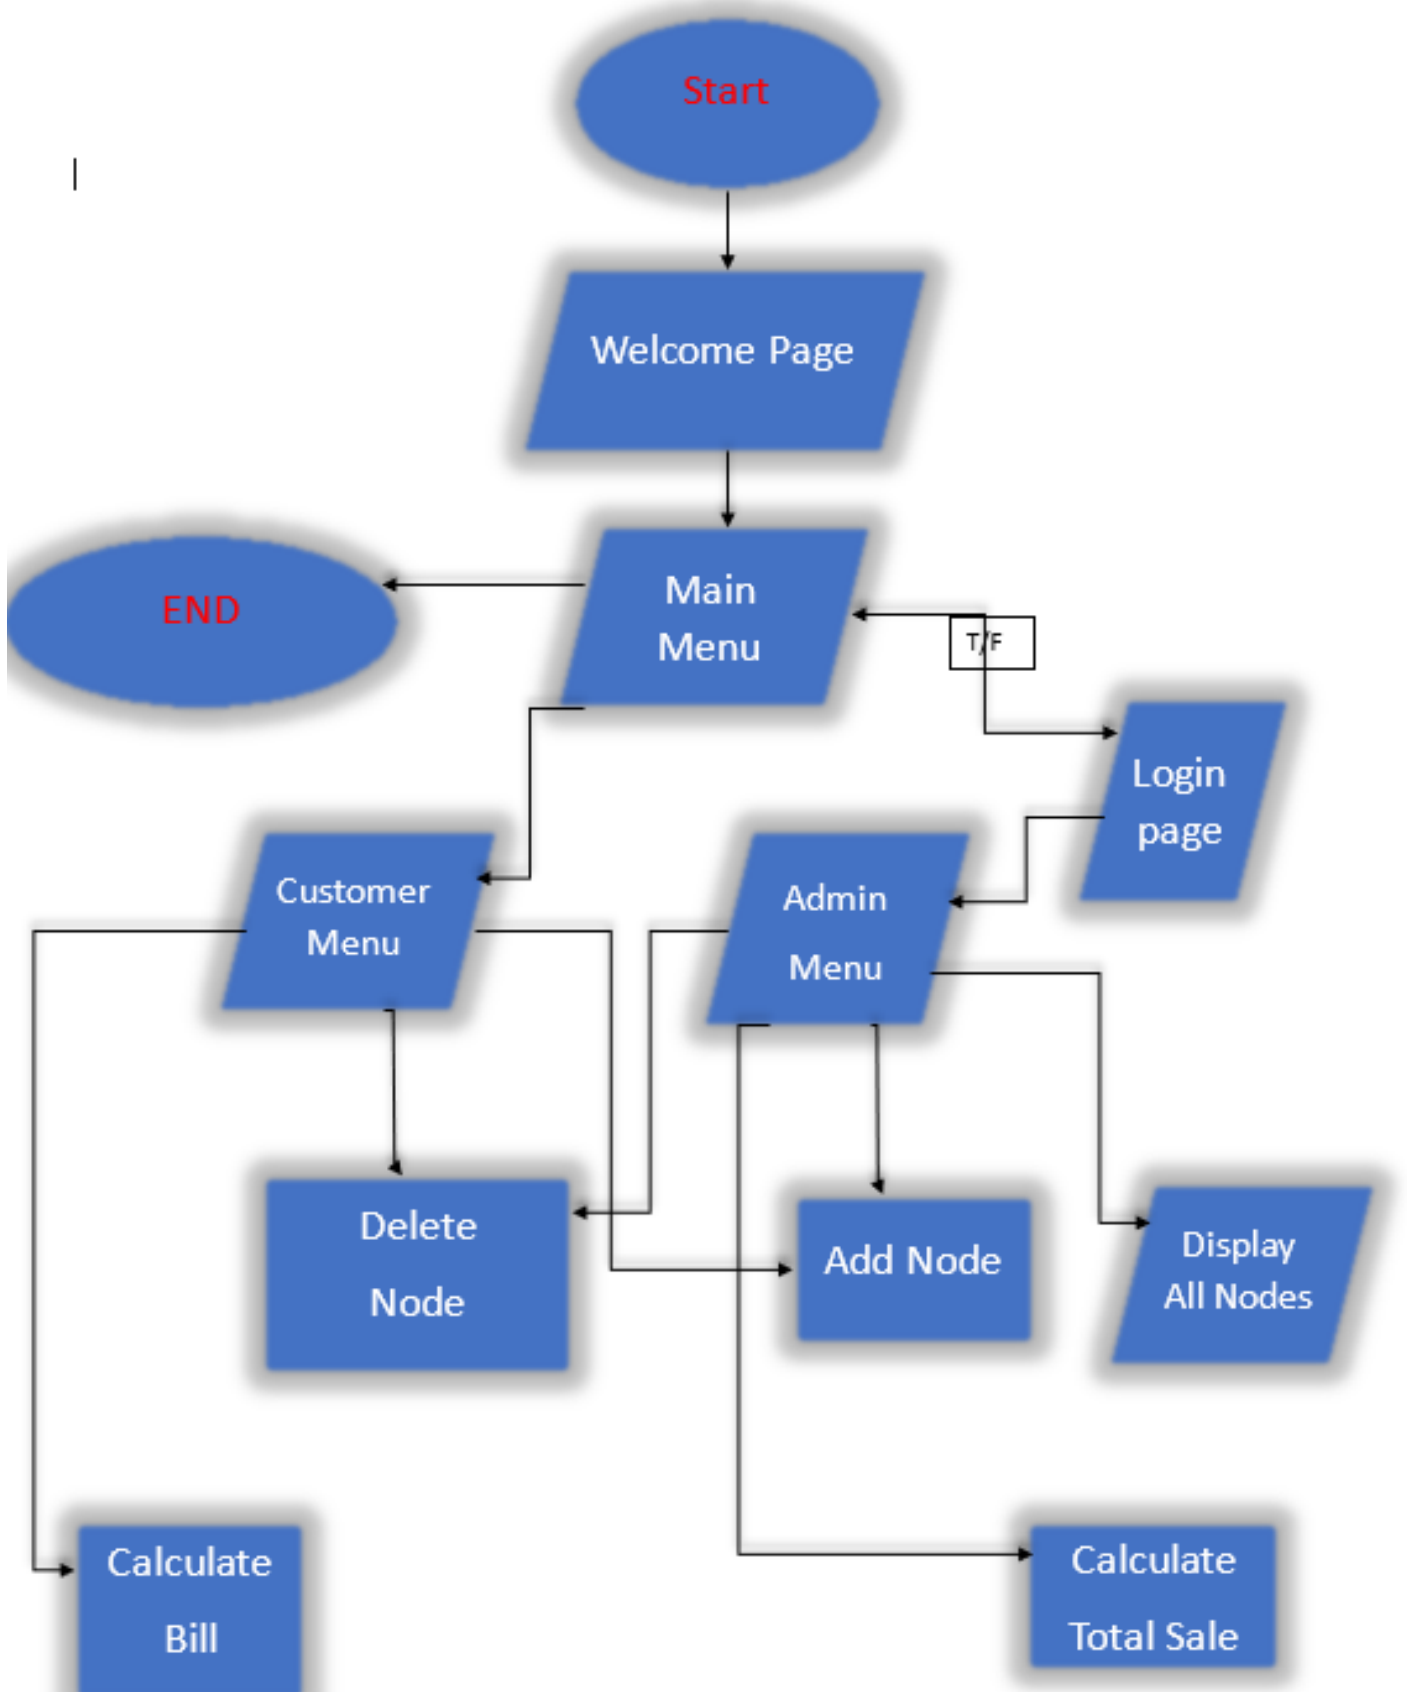 Start
Welcome Page
Main
Menu
END
T/F
Login
page
Customer
Menu
Admin
Menu
Delete
Node
Add Node
Display
All Nodes
Calculate
Bill
Calculate
Total Sale